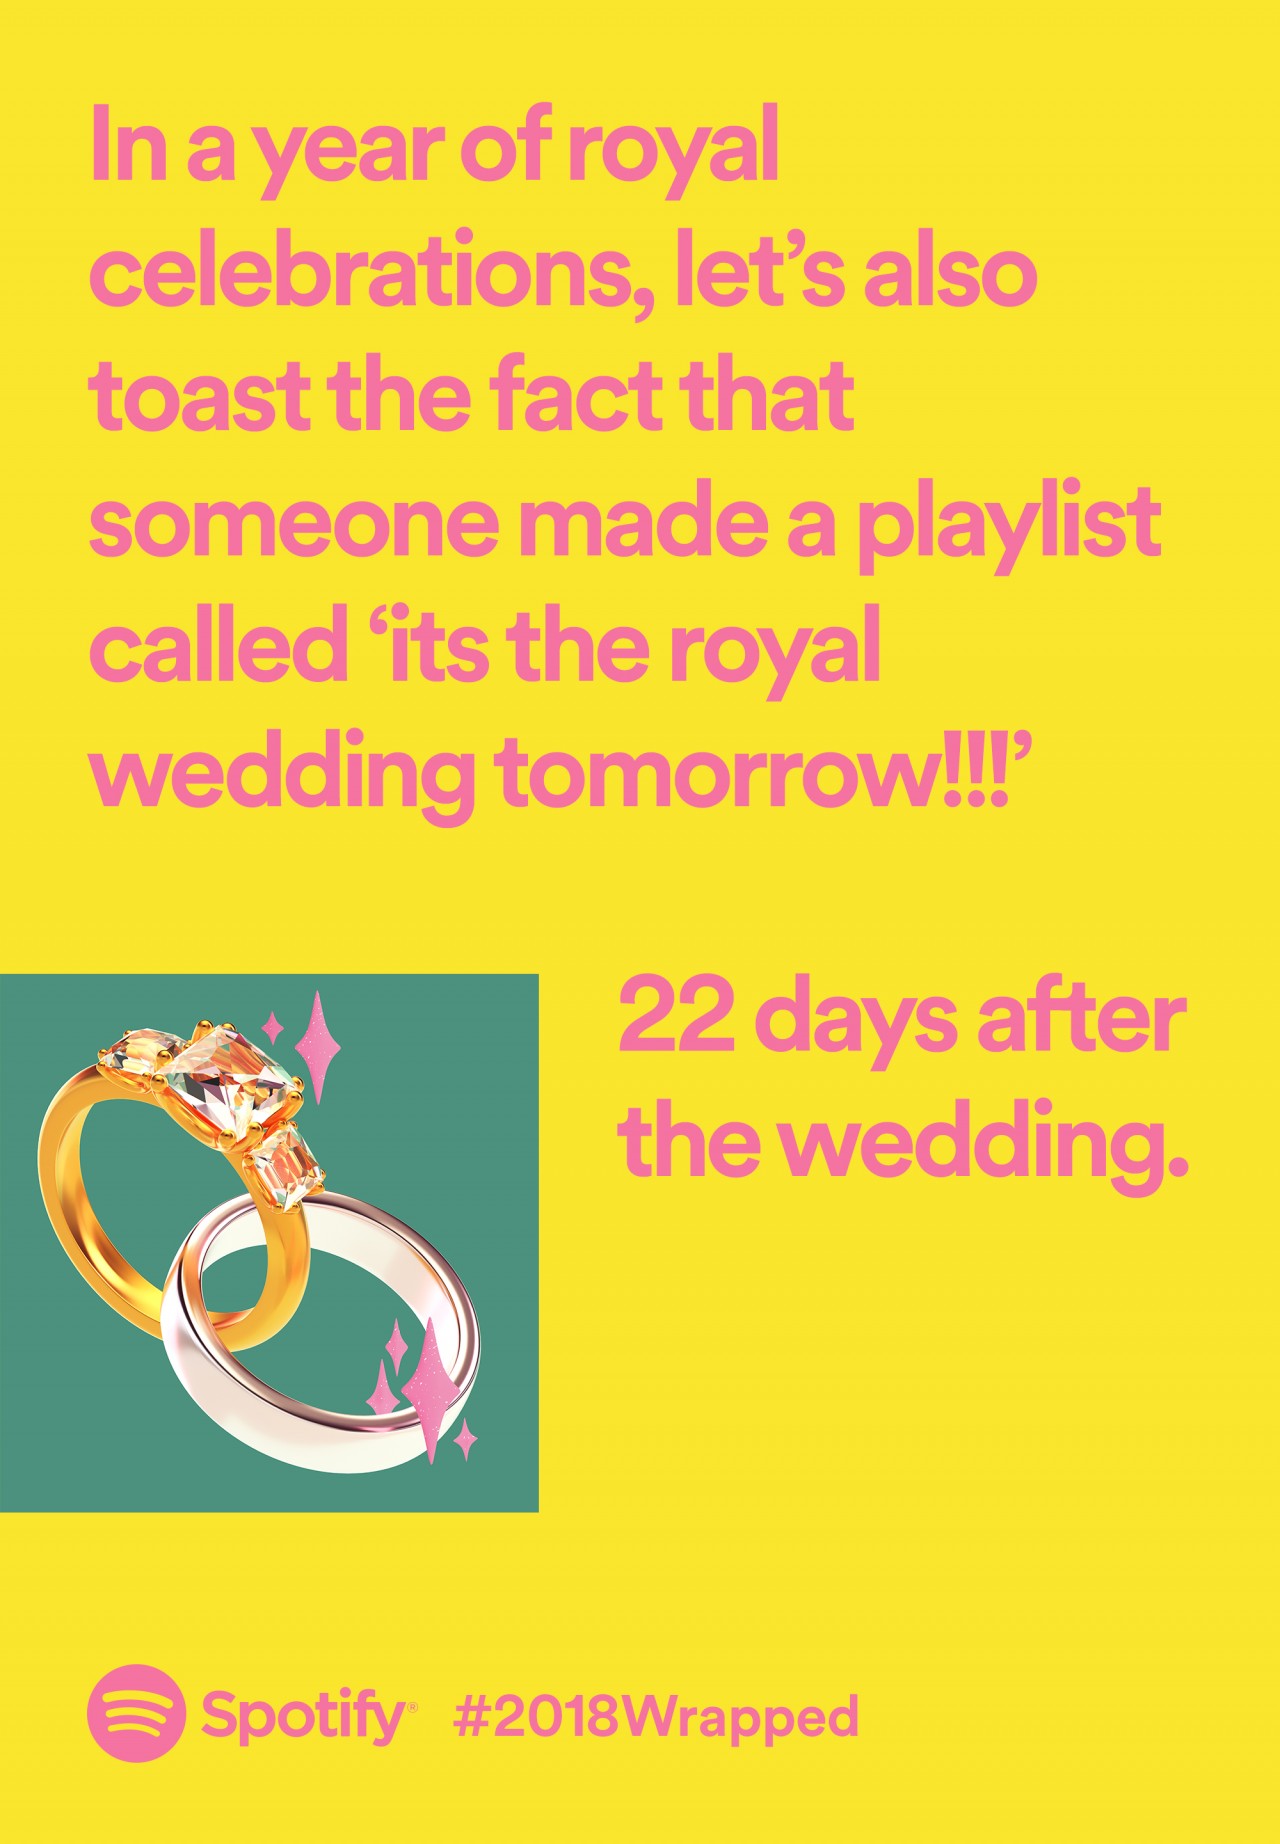 In a year of royal
celebrations, let’s also
toast the fact that
someone made a playlist
called ‘its the royal
wedding tomorrow!!!’
22 days after
the wedding.
Spotify® #2018Wrapped